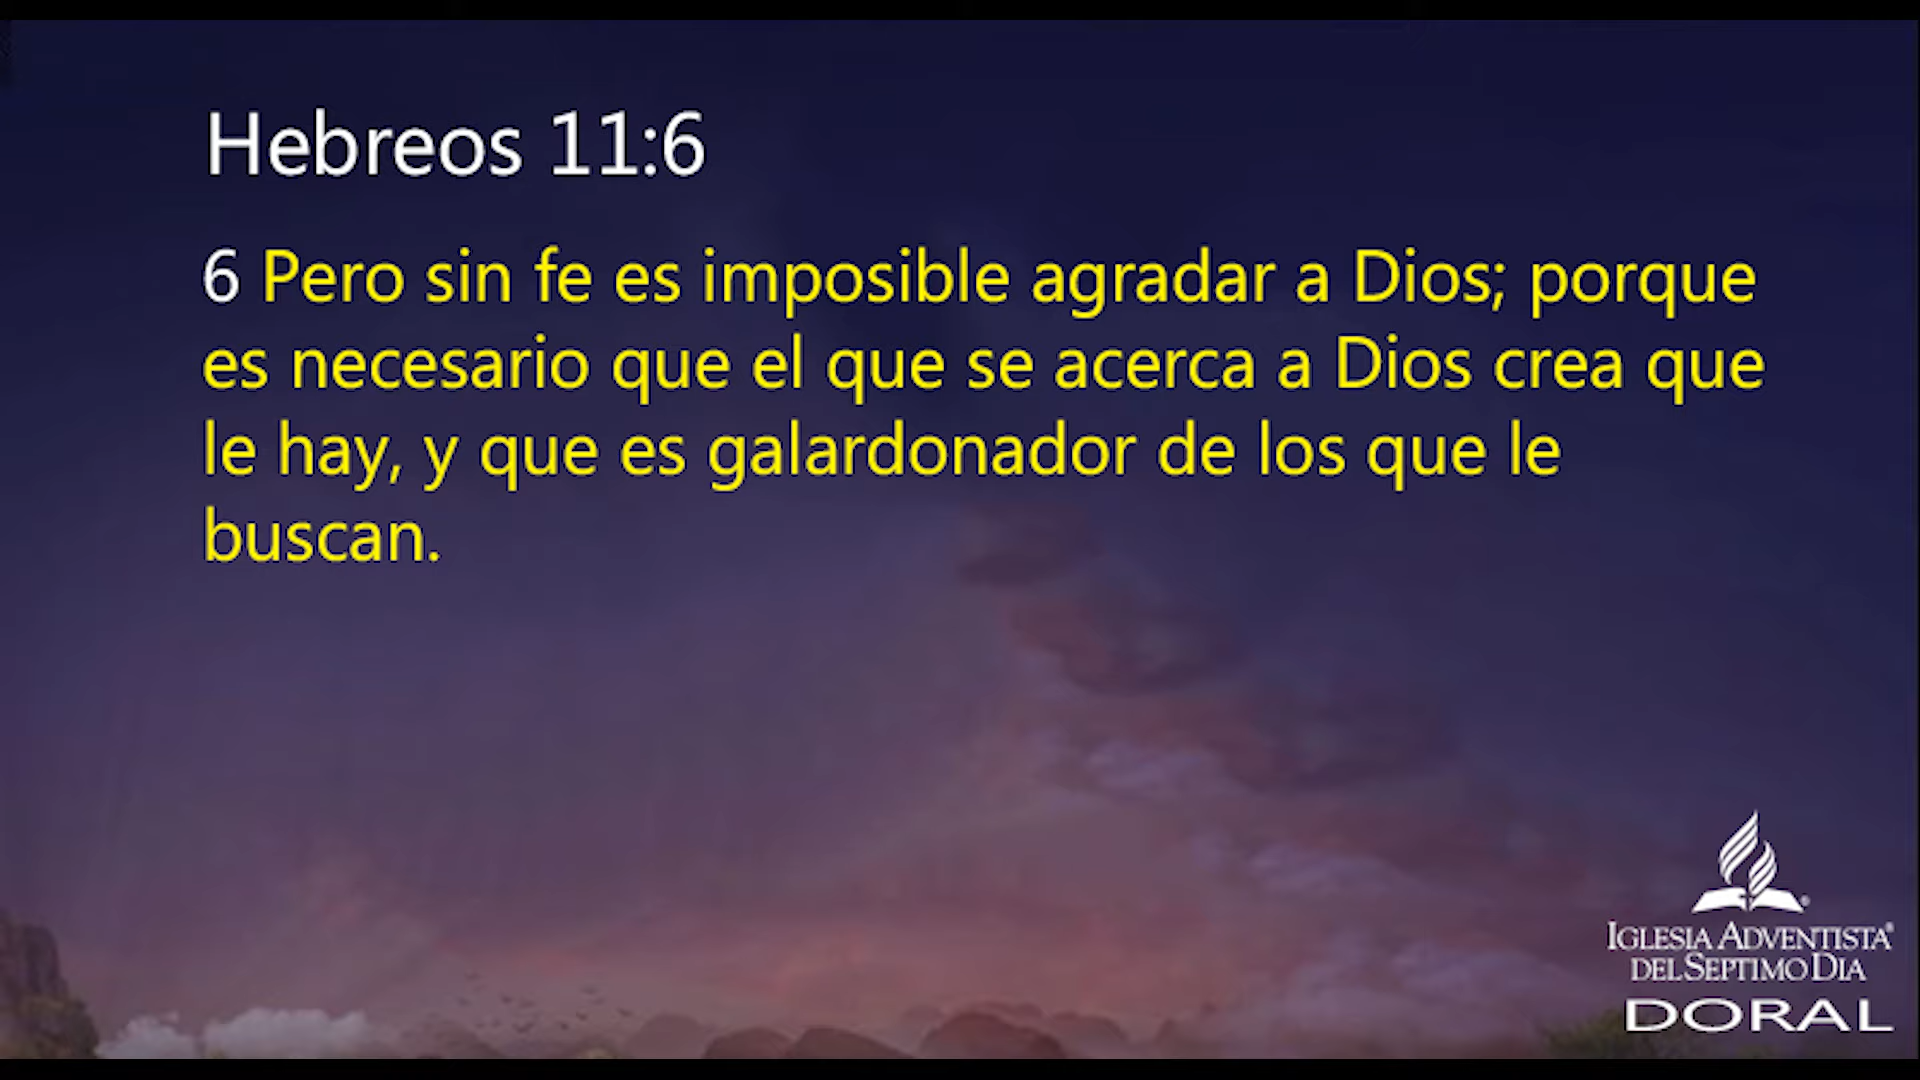 Hebreos 11:6
6 Pero sin fe es imposible agradar a Dios; porque
es necesario que el que se acerca a Dios crea que
le hay, y que es galardonador de los que le
buscan.
IGLESIA ADVENTISTA®
DEL SEPTIMO DIA
DORAL